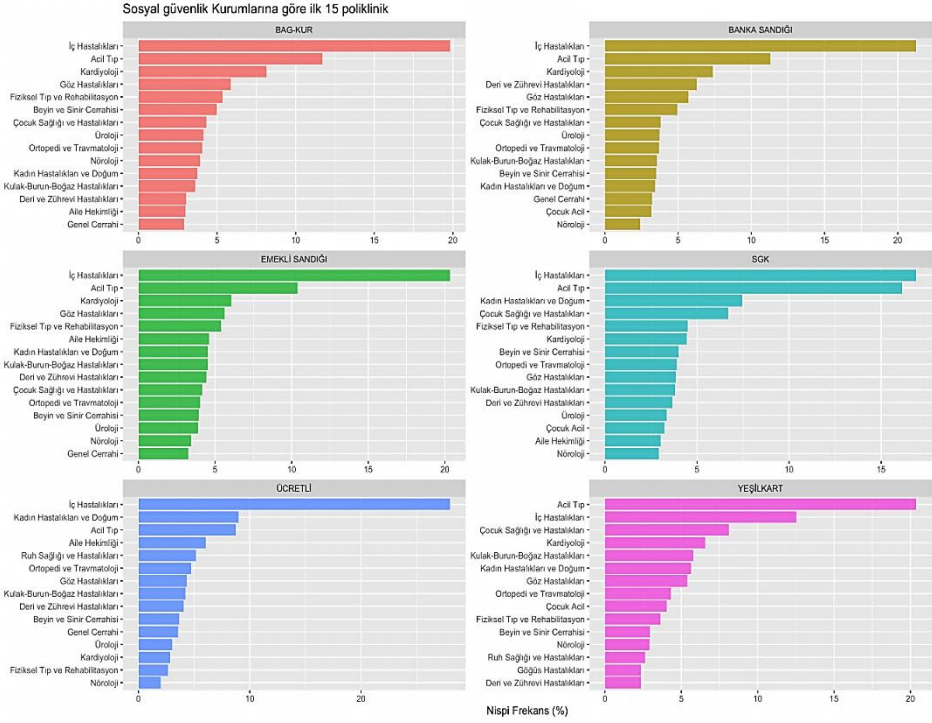 Sosyal güvenlik Kurumlarına göre ilk 15 poliklinik
BAG-KUR
İç Hastalıkları
Acil Tıp
Kardiyoloji
Göz Hastalıkları
Fiziksel Tıp ve Rehabilitasyon
Beyin ve Sinir Cerrahisi
Çocuk Sağlığı ve Hastalıkları
Üroloji
Ortopedi ve Travmatoloji
Nöroloji
Kadın Hastalıkları ve Doğum
Kulak-Burun-Boğaz Hastalıkları
Deri ve Zührevi Hastalıkları
Aile Hekimliği
Genel Cerrahi
0 5 10 15 20
BANKA SANDIĞI
İç Hastalıkları
Acil Tıp
Kardiyoloji
Deri ve Zührevi Hastalıkları
Göz Hastalıkları
Fiziksel Tıp ve Rehabilitasyon
Çocuk Sağlığı ve Hastalıkları
Üroloji
Ortopedi ve Travmatoloji
Kulak-Burun-Boğaz Hastalıkları
Beyin ve Sinir Cerrahisi
Kadın Hastalıkları ve Doğum
Genel Cerrahi
Çocuk Acil
Nöroloji
0 5 10 15 20
EMEKLİ SANDIĞI
İç Hastalıkları
Acil Tıp
Kardiyoloji
Göz Hastalıkları
Fiziksel Tıp ve Rehabilitasyon
Aile Hekimliği
Kadın Hastalıkları ve Doğum
Kulak-Burun-Boğaz Hastalıkları
Deri ve Zührevi Hastalıkları
Çocuk Sağlığı ve Hastalıkları
Ortopedi ve Travmatoloji
Beyin ve Sinir Cerrahisi
Üroloji
Nöroloji
Genel Cerrahi
0 5 10 15 20
SGK
İç Hastalıkları
Acil Tıp
Kadın Hastalıkları ve Doğum
Çocuk Sağlığı ve Hastalıkları
Fiziksel Tıp ve Rehabilitasyon
Kardiyoloji
Beyin ve Sinir Cerrahisi
Ortopedi ve Travmatoloji
Göz Hastalıkları
Kulak-Burun-Boğaz Hastalıkları
Deri ve Zührevi Hastalıkları
Üroloji
Çocuk Acil
Aile Hekimliği
Nöroloji
0 5 10 15
ÜCRETLİ
İç Hastalıkları
Kadın Hastalıkları ve Doğum
Acil Tıp
Aile Hekimliği
Ruh Sağlığı ve Hastalıkları
Ortopedi ve Travmatoloji
Göz Hastalıkları
Kulak-Burun-Boğaz Hastalıkları
Deri ve Zührevi Hastalıkları
Beyin ve Sinir Cerrahisi
Genel Cerrahi
Üroloji
Kardiyoloji
Fiziksel Tıp ve Rehabilitasyon
Nöroloji
0 10 20
YEŞİLKART
Acil Tıp
İç Hastalıkları
Çocuk Sağlığı ve Hastalıkları
Kardiyoloji
Kulak-Burun-Boğaz Hastalıkları
Kadın Hastalıkları ve Doğum
Göz Hastalıkları
Ortopedi ve Travmatoloji
Çocuk Acil
Fiziksel Tıp ve Rehabilitasyon
Beyin ve Sinir Cerrahisi
Nöroloji
Ruh Sağlığı ve Hastalıkları
Göğüs Hastalıkları
Deri ve Zührevi Hastalıkları
0 5 10 15 20
Nispi Frekans (%)